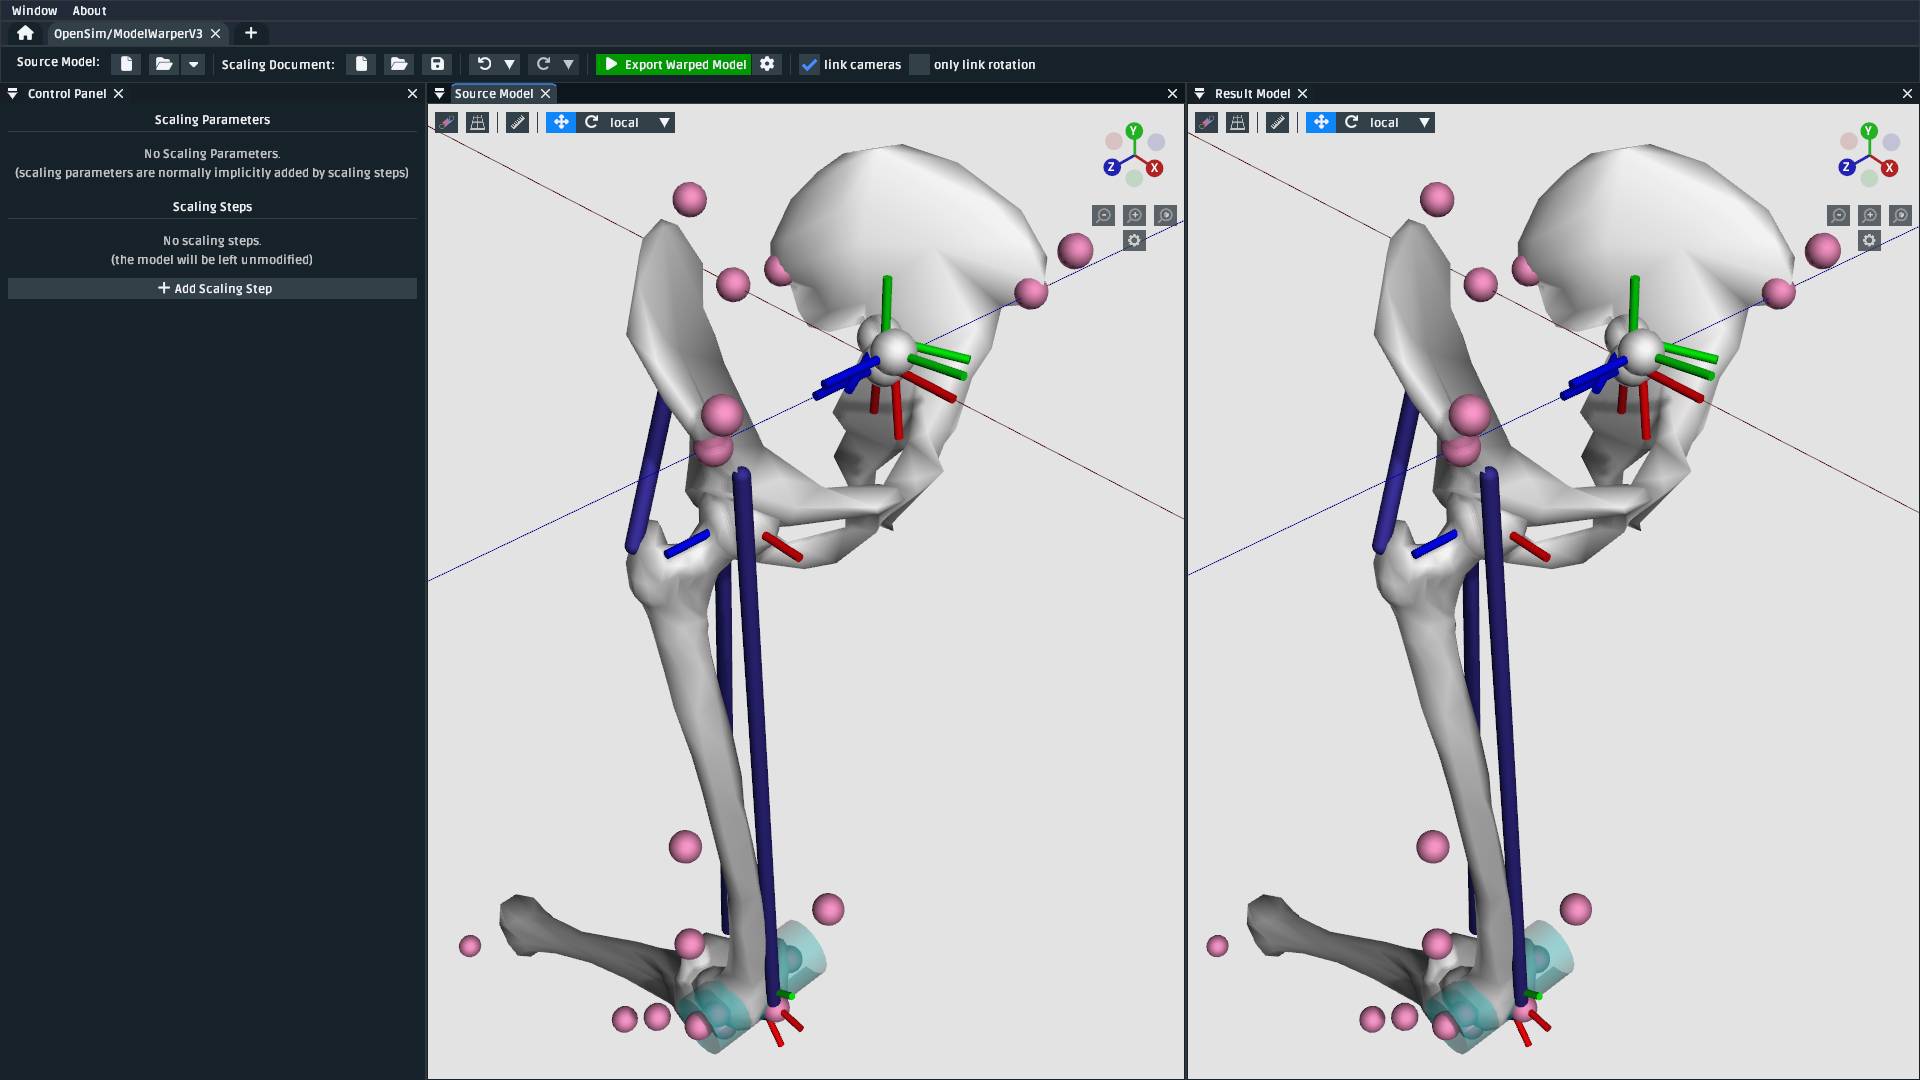 Window About
OpenSim/ModelWarperV3
Source Model: Scaling Document: Export Warped Model link cameras only link rotation
Control Panel
Scaling Parameters
No Scaling Parameters.
(scaling parameters are normally implicitly added by scaling steps)
Scaling Steps
No scaling steps.
(the model will be left unmodified)
Add Scaling Step
Source Model
local
Y
Z
X
Result Model
local
Y
Z
X